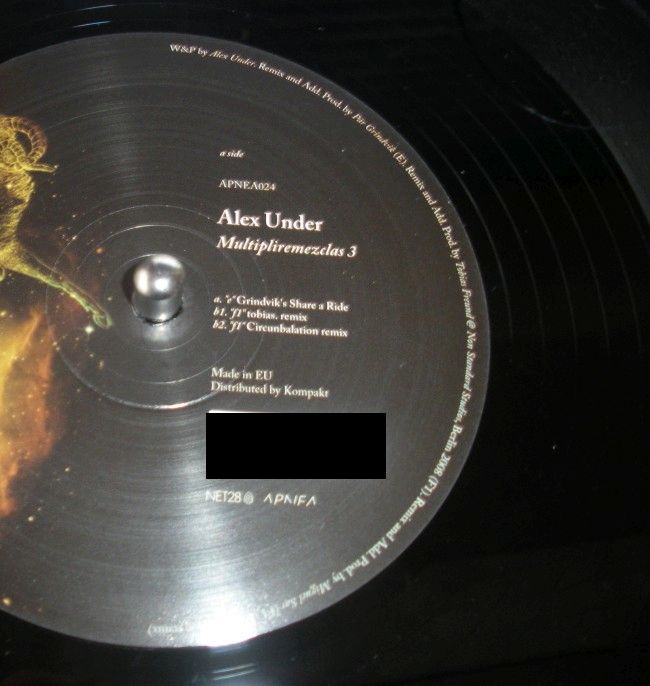 W&P by Alex Under. Remix and Add. Prod. by Pär Grindvik (E). Remix and Add. Prod. by Tobias Freund @ Non Standard Studios, Berlin 2008 (F1). Remix and Add. Prod. by Miguel Sar
a side
APNEA024
Alex Under
Multipliremezclas 3
a. "e" Grindvik's Share a Ride
b1. "f1" tobias. remix
b2. "f1" Circunbalation remix
Made in EU
Distributed by Kompakt
NET28 APNEA